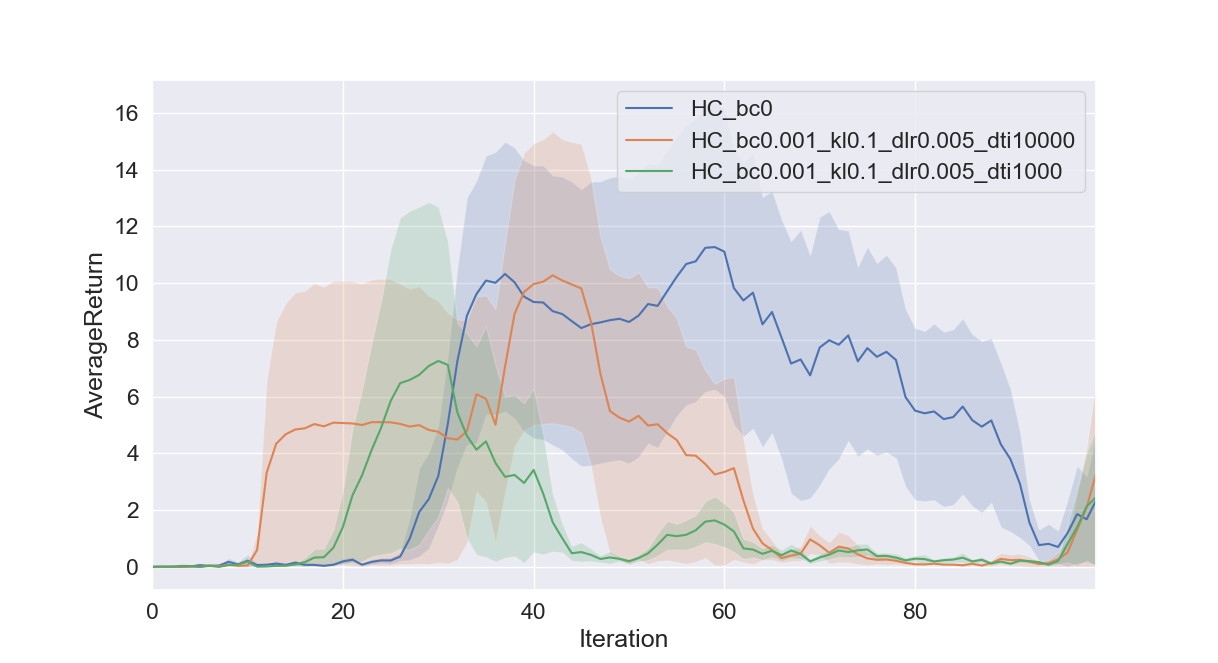 HC_bc0
HC_bc0.001_kl0.1_dlr0.005_dti10000
HC_bc0.001_kl0.1_dlr0.005_dti1000
AverageReturn
16
14
12
10
8
6
4
2
0
0 20 40 60 80
Iteration